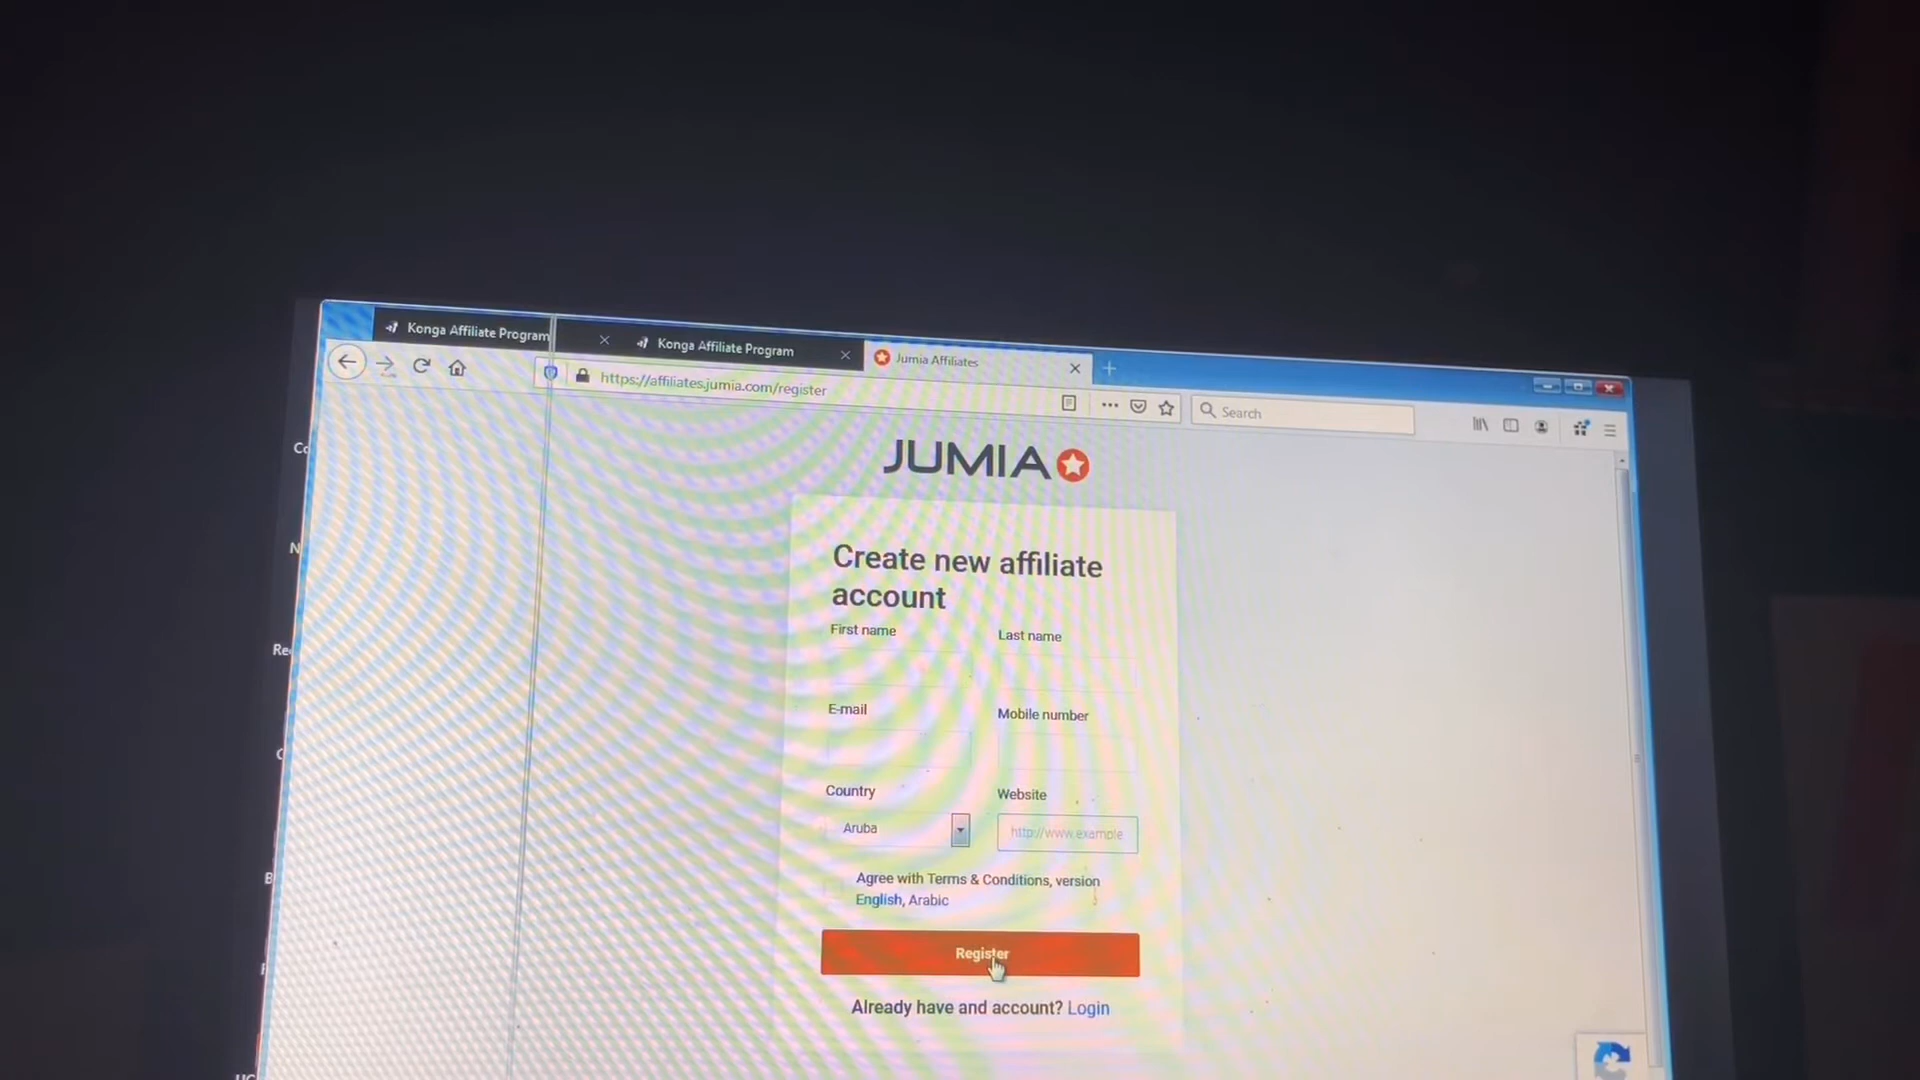 Konga Affiliate Program
Konga Affiliate Program
Jumia Affiliates
https://affiliates.jumia.com/register
Search
JUMIA
Create new affiliate
account
First name
Last name
E-mail
Mobile number
Country
Website
Aruba
http://www.example
Agree with Terms & Conditions, version
English, Arabic
Register
Already have and account? Login